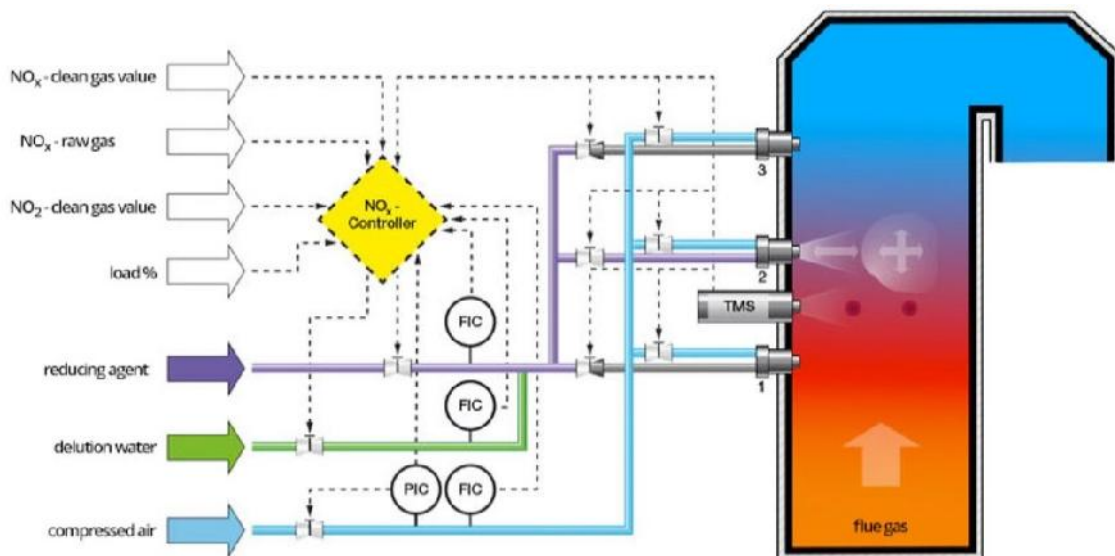 NOx - clean gas value
NOx - raw gas
NO2 - clean gas value
load %
reducing agent
delution water
compressed air
NOx -
Controller
FIC
FIC
PIC
FIC
3
2
TMS
1
flue gas